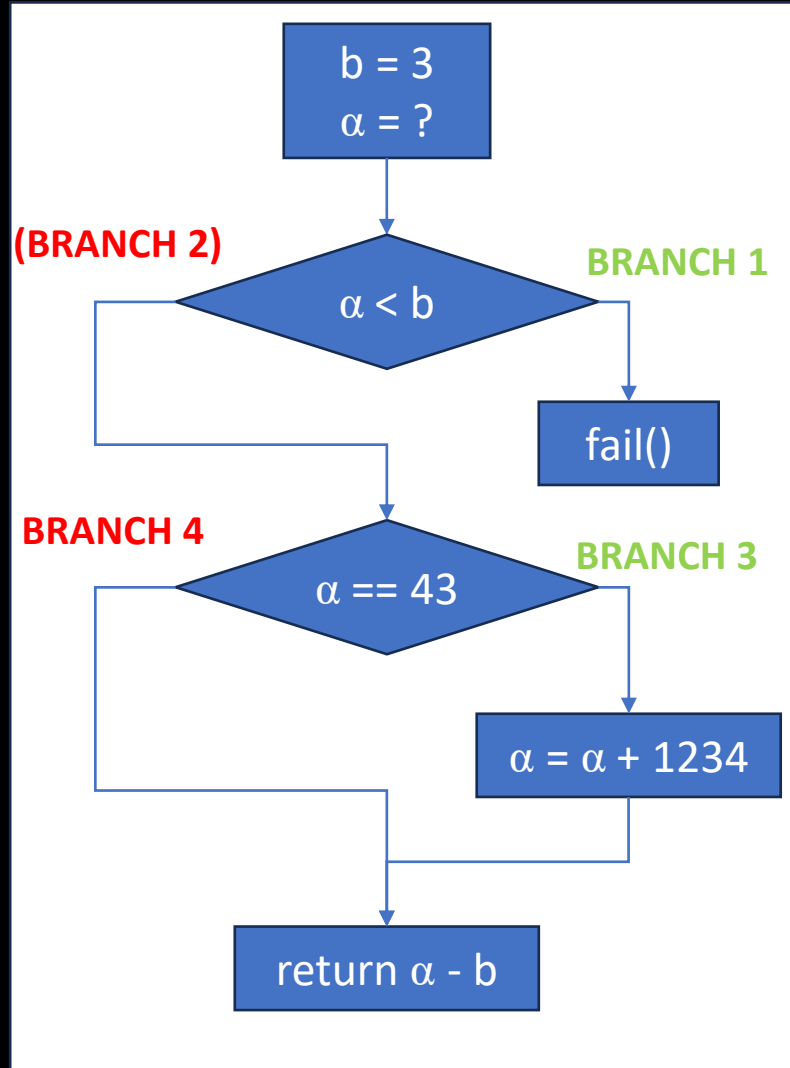 b = 3
α = ?
(BRANCH 2)
BRANCH 1
α < b
fail()
BRANCH 4
BRANCH 3
α == 43
α = α + 1234
return α - b